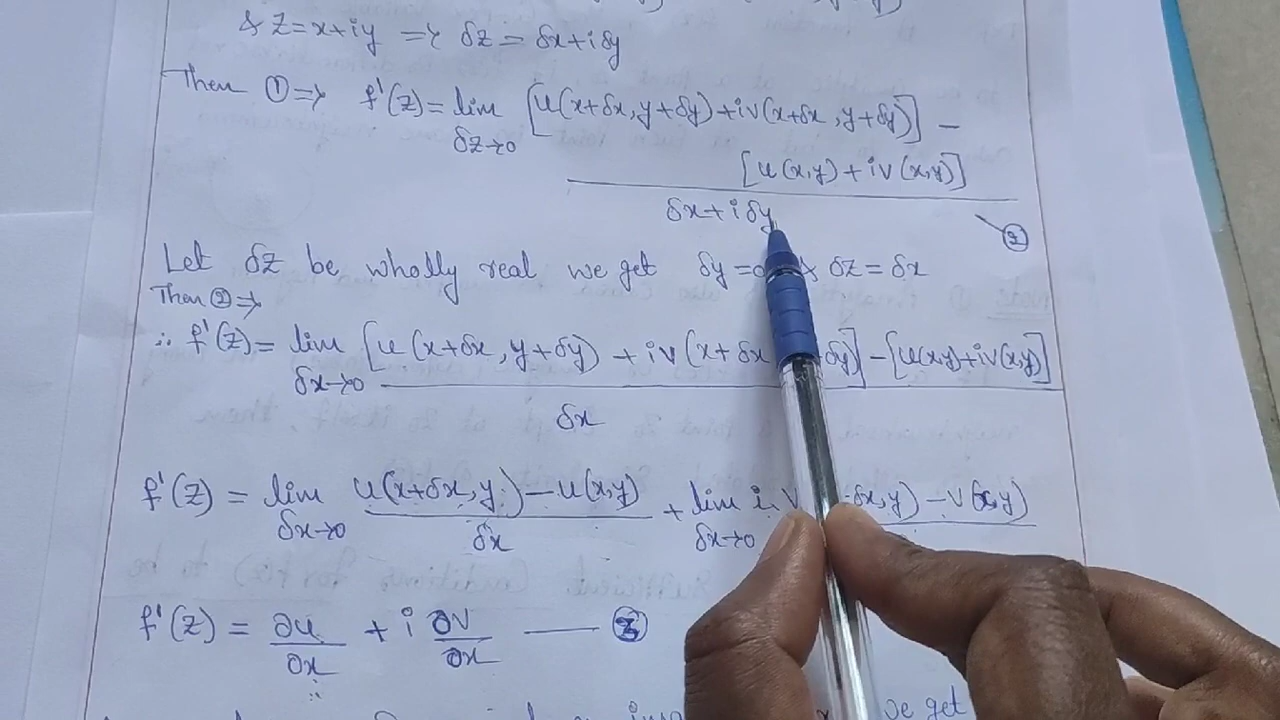 & Z=x+iy => δz = δx+iδy
Then ①=> f'(z)= lim [u(x+δx, y+δy)+iv(x+δx, y+δy)] -
δz→0
[u(x,y)+iv(x,y)]
δx+iδy
②
Let δz be wholly real we get δy = & δz = δx
Then ②=>
∴ f'(z)= lim [u(x+δx, y+δy) + iv(x+δx +δy)] - [u(x,y)+iv(x,y)]
δx→0
δx
f'(z) = lim u(x+δx, y) - u(x,y) + lim i v δx,y) - v(x,y)
δx→0 δx δx→0
f'(z) = ∂u + i ∂v
∂x ∂x
we get